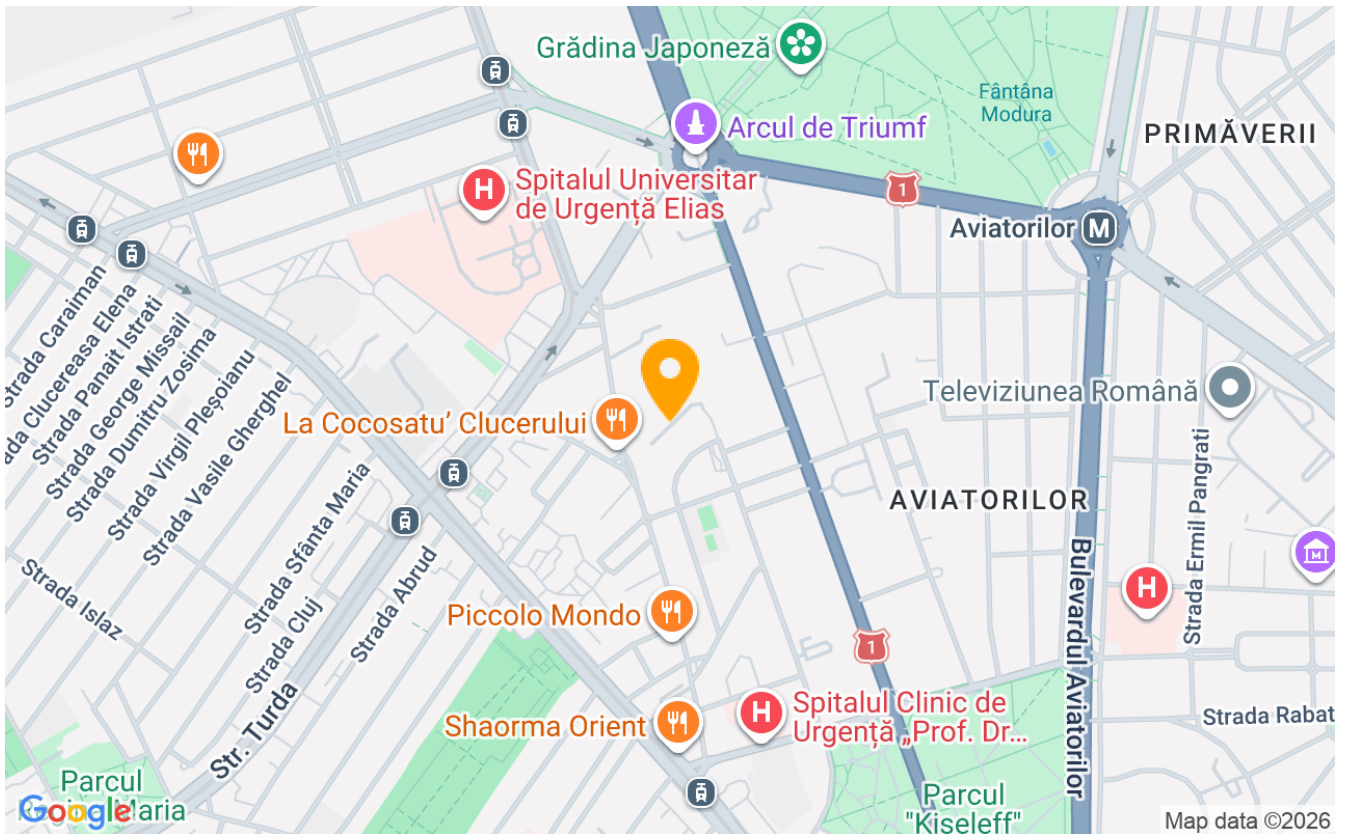 Grădina Japoneză
Fântâna
Modura
PRIMĂVERII
Arcul de Triumf
H
Spitalul Universitar
de Urgență Elias
1
Aviatorilor
M
Strada Caraiman
Strada Panait Istrati
Strada George Missail
Strada Dumitru Zosima
Strada Virgil Pleșoianu
Strada Vasile Gherghel
La Cocosatu’ Clucerului
Televiziunea Română
AVIATORILOR
Strada Ermil Pangrati
Bulevardul Aviatorilor
Strada Sfânta Maria
Strada Islaz
Strada Cluj
Strada Abrud
Str. Turda
Piccolo Mondo
H
M
1
Shaorma Orient
H
Spitalul Clinic de
Urgență „Prof. Dr...
Strada Rabat
Parcul
Google
Parcul
"Kiseleff"
Map data ©2026